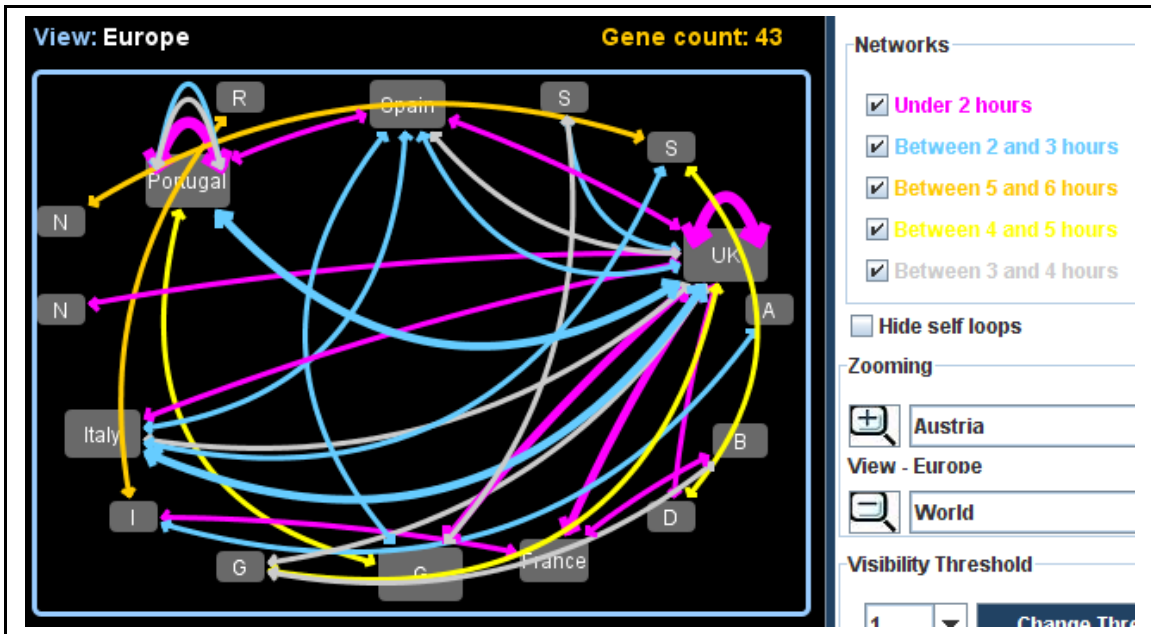 View: Europe
Gene count: 43
R
Spain
S
S
Portugal
N
UK
N
A
Italy
B
I
D
G
G
France
Networks
Under 2 hours
Between 2 and 3 hours
Between 5 and 6 hours
Between 4 and 5 hours
Between 3 and 4 hours
Hide self loops
Zooming
Austria
View - Europe
World
Visibility Threshold
1
Change Thre